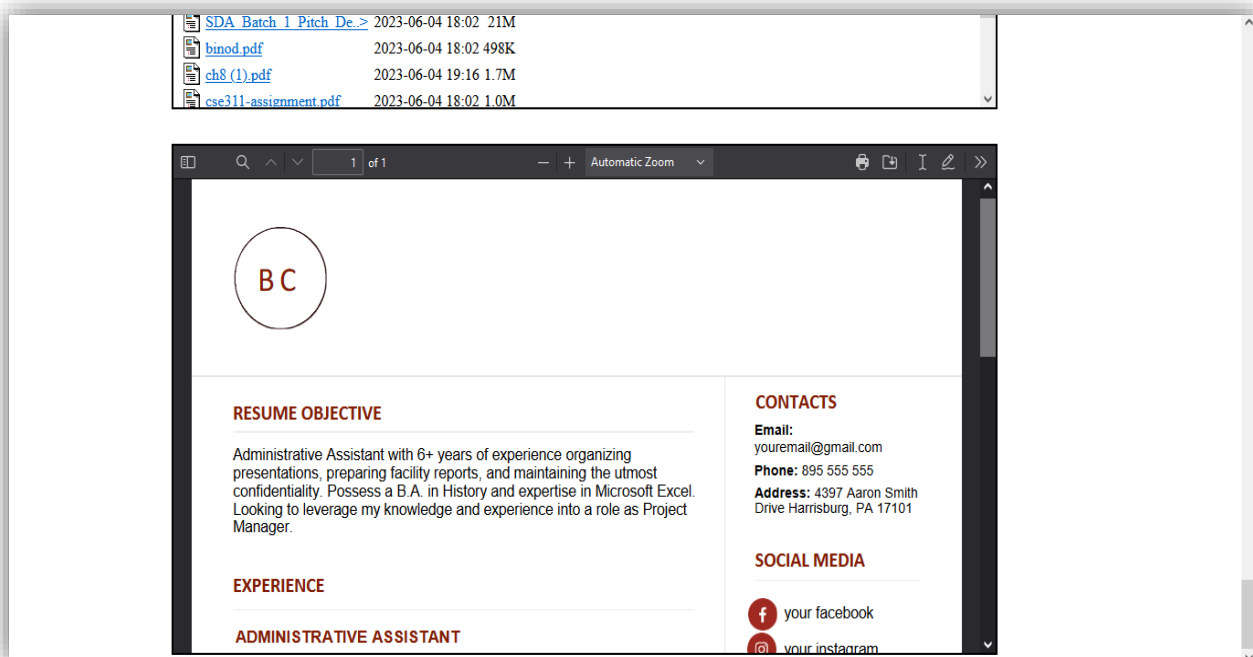 SDA_Batch_1_Pitch_De..> 2023-06-04 18:02 21M
binod.pdf 2023-06-04 18:02 498K
ch8 (1).pdf 2023-06-04 19:16 1.7M
cse311-assignment.pdf 2023-06-04 18:02 1.0M
1 of 1 Automatic Zoom
B C
RESUME OBJECTIVE
Administrative Assistant with 6+ years of experience organizing
presentations, preparing facility reports, and maintaining the utmost
confidentiality. Possess a B.A. in History and expertise in Microsoft Excel.
Looking to leverage my knowledge and experience into a role as Project
Manager.
EXPERIENCE
ADMINISTRATIVE ASSISTANT
CONTACTS
Email:
youremail@gmail.com
Phone: 895 555 555
Address: 4397 Aaron Smith
Drive Harrisburg, PA 17101
SOCIAL MEDIA
your facebook
your instagram